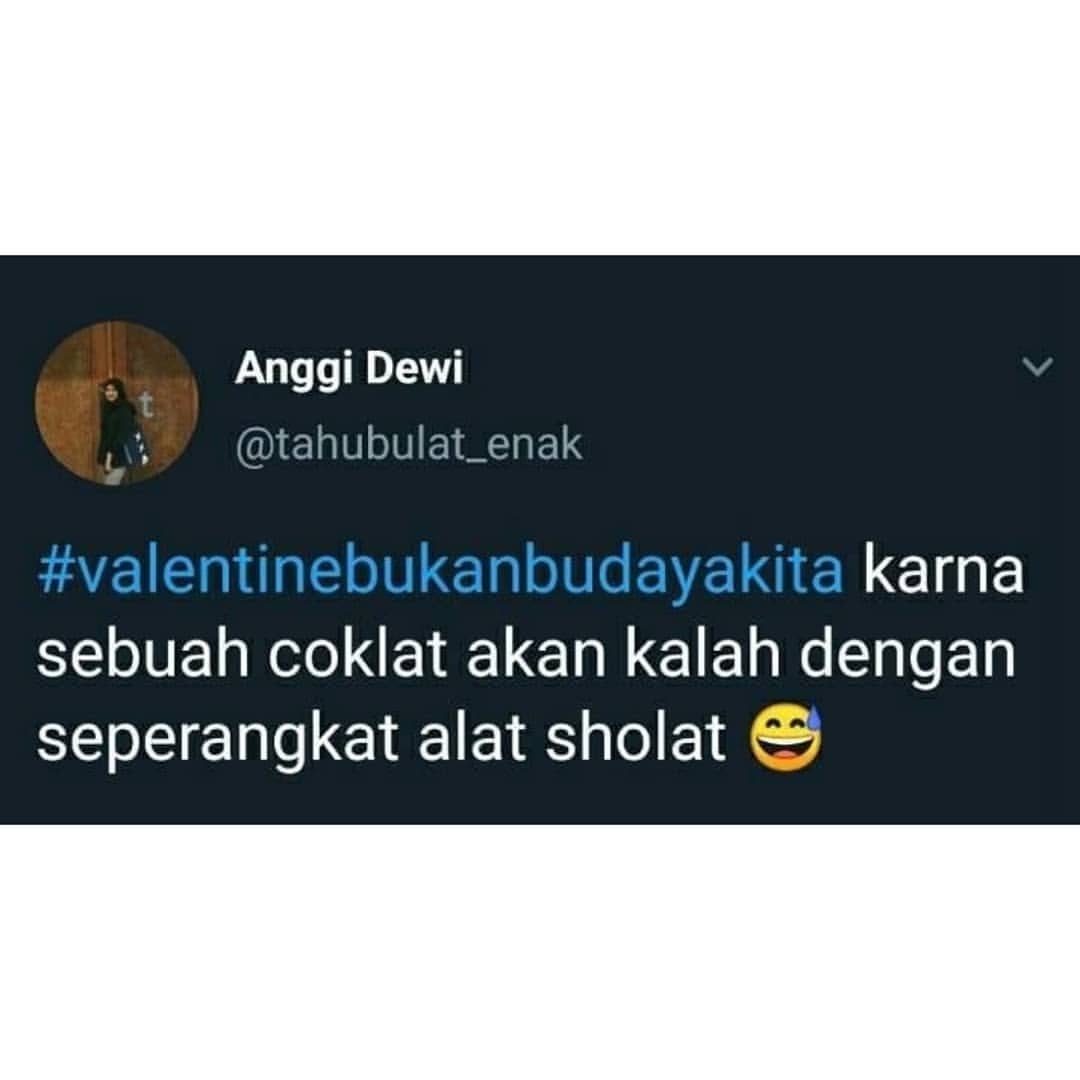 Anggi Dewi
@tahubulat_enak
#valentinebukanbudayakita karna
sebuah coklat akan kalah dengan
seperangkat alat sholat 😅
t.